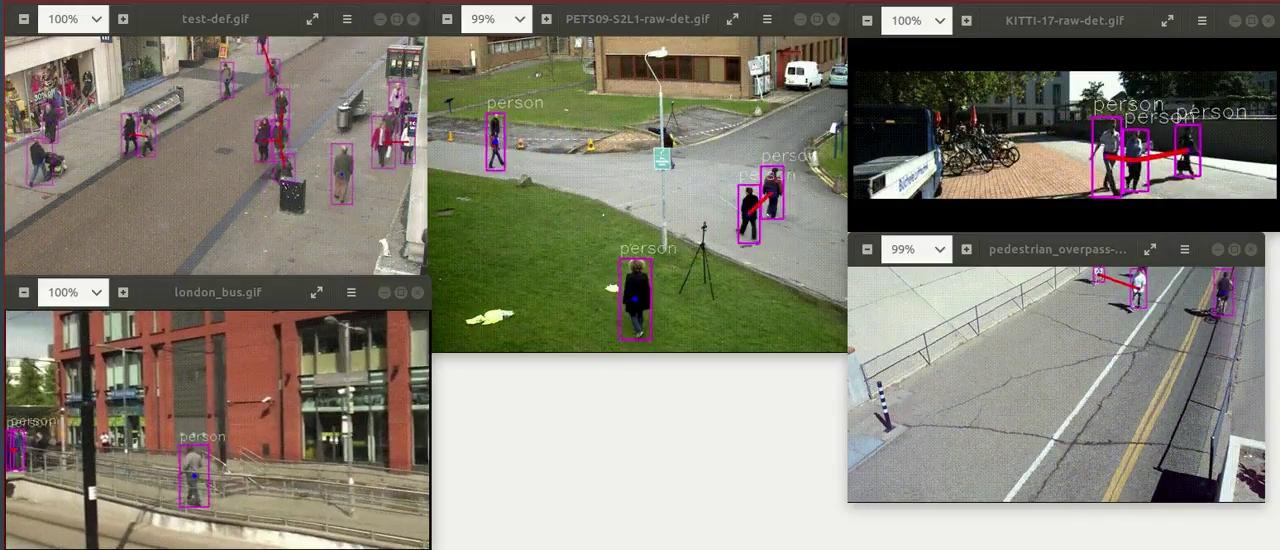 100%
test-def.gif
99%
PETS09-S2L1-raw-det.gif
100%
KITTI-17-raw-det.gif
person
person
person
person
person
person
person
99%
pedestrian_overpass-...
100%
london_bus.gif
person
person